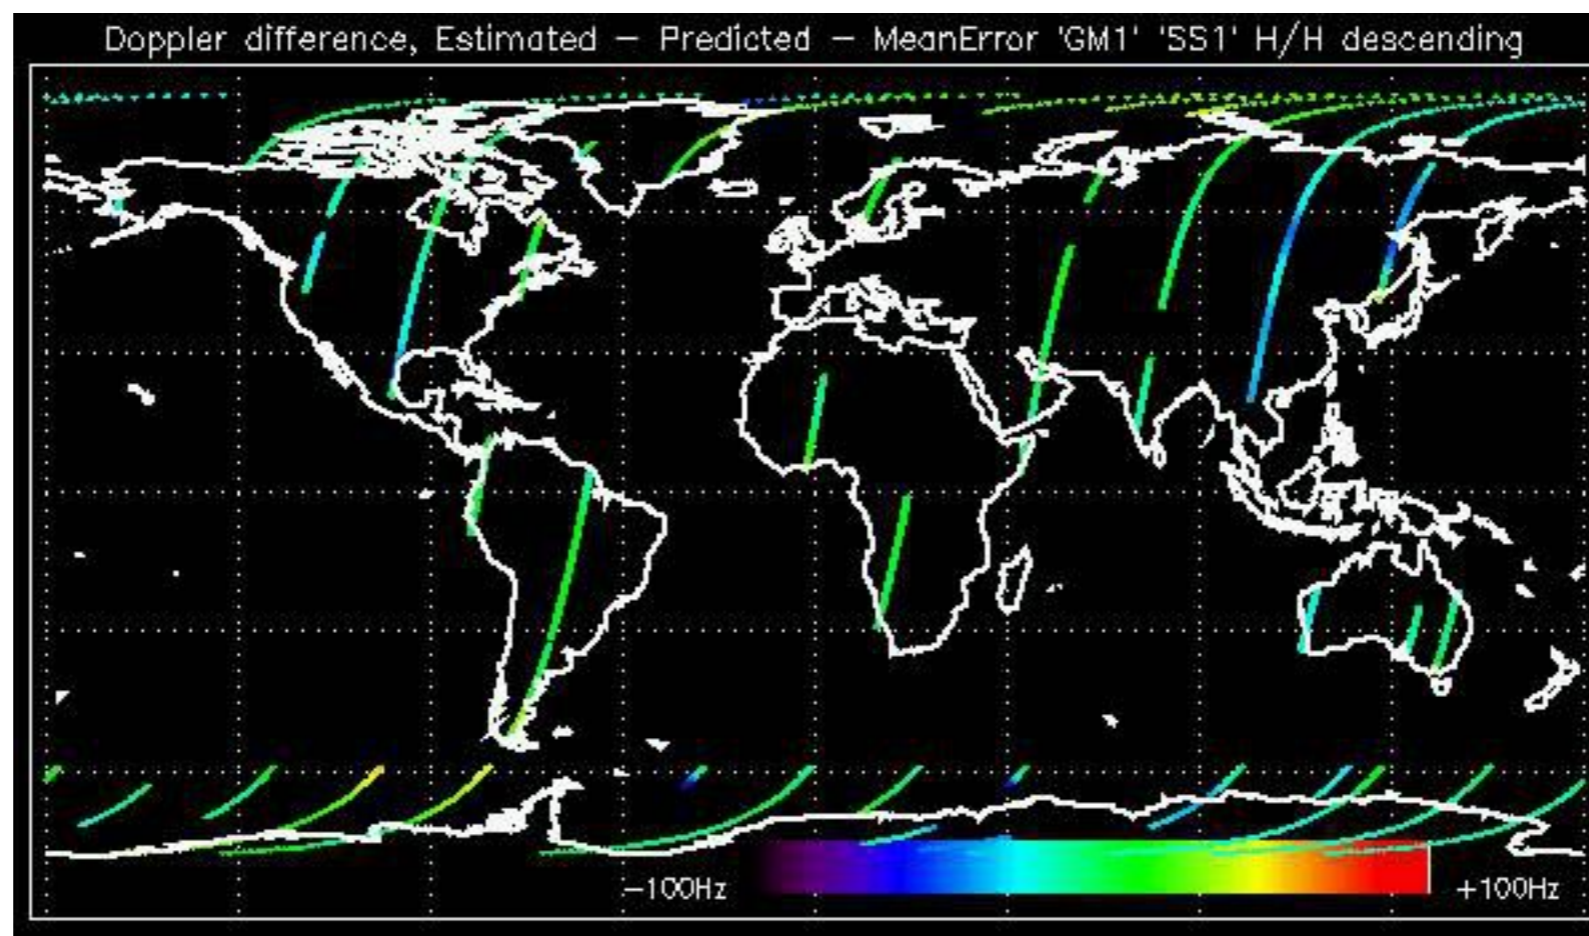 Doppler difference, Estimated – Predicted – MeanError 'GM1' 'SS1' H/H descending
-100Hz
+100Hz